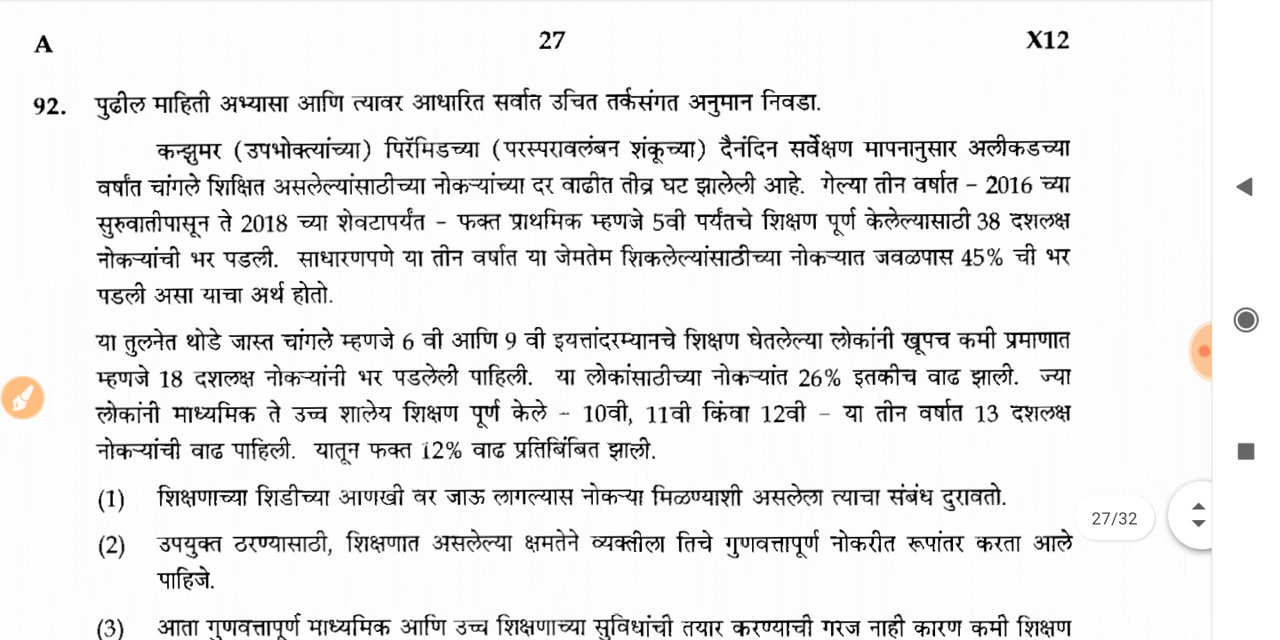 A 27 X12
92. पुढील माहिती अभ्यासा आणि त्यावर आधारित सर्वात उचित तर्कसंगत अनुमान निवडा.
कन्झुमर (उपभोक्त्यांच्या) पिरॅमिडच्या (परस्परावलंबन शंकूच्या) दैनंदिन सर्वेक्षण मापनानुसार अलीकडच्या
वर्षांत चांगले शिक्षित असलेल्यांसाठीच्या नोकऱ्यांच्या दर वाढीत तीव्र घट झालेली आहे. गेल्या तीन वर्षात – 2016 च्या
सुरुवातीपासून ते 2018 च्या शेवटापर्यंत – फक्त प्राथमिक म्हणजे 5वी पर्यंतचे शिक्षण पूर्ण केलेल्यासाठी 38 दशलक्ष
नोकऱ्यांची भर पडली. साधारणपणे या तीन वर्षात या जेमतेम शिकलेल्यांसाठीच्या नोकऱ्यात जवळपास 45% ची भर
पडली असा याचा अर्थ होतो.
या तुलनेत थोडे जास्त चांगले म्हणजे 6 वी आणि 9 वी इयत्तांदरम्यानचे शिक्षण घेतलेल्या लोकांनी खूपच कमी प्रमाणात
म्हणजे 18 दशलक्ष नोकऱ्यांनी भर पडलेली पाहिली. या लोकांसाठीच्या नोकऱ्यांत 26% इतकीच वाढ झाली. ज्या
लोकांनी माध्यमिक ते उच्च शालेय शिक्षण पूर्ण केले – 10वी, 11वी किंवा 12वी – या तीन वर्षात 13 दशलक्ष
नोकऱ्यांची वाढ पाहिली. यातून फक्त 12% वाढ प्रतिबिंबित झाली.
(1) शिक्षणाच्या शिडीच्या आणखी वर जाऊ लागल्यास नोकऱ्या मिळण्याशी असलेला त्याचा संबंध दुरावतो.
27/32
(2) उपयुक्त ठरण्यासाठी, शिक्षणात असलेल्या क्षमतेने व्यक्तीला तिचे गुणवत्तापूर्ण नोकरीत रूपांतर करता आले
पाहिजे.
(3) आता गुणवत्तापूर्ण माध्यमिक आणि उच्च शिक्षणाच्या सुविधांची तयार करण्याची गरज नाही कारण कमी शिक्षण